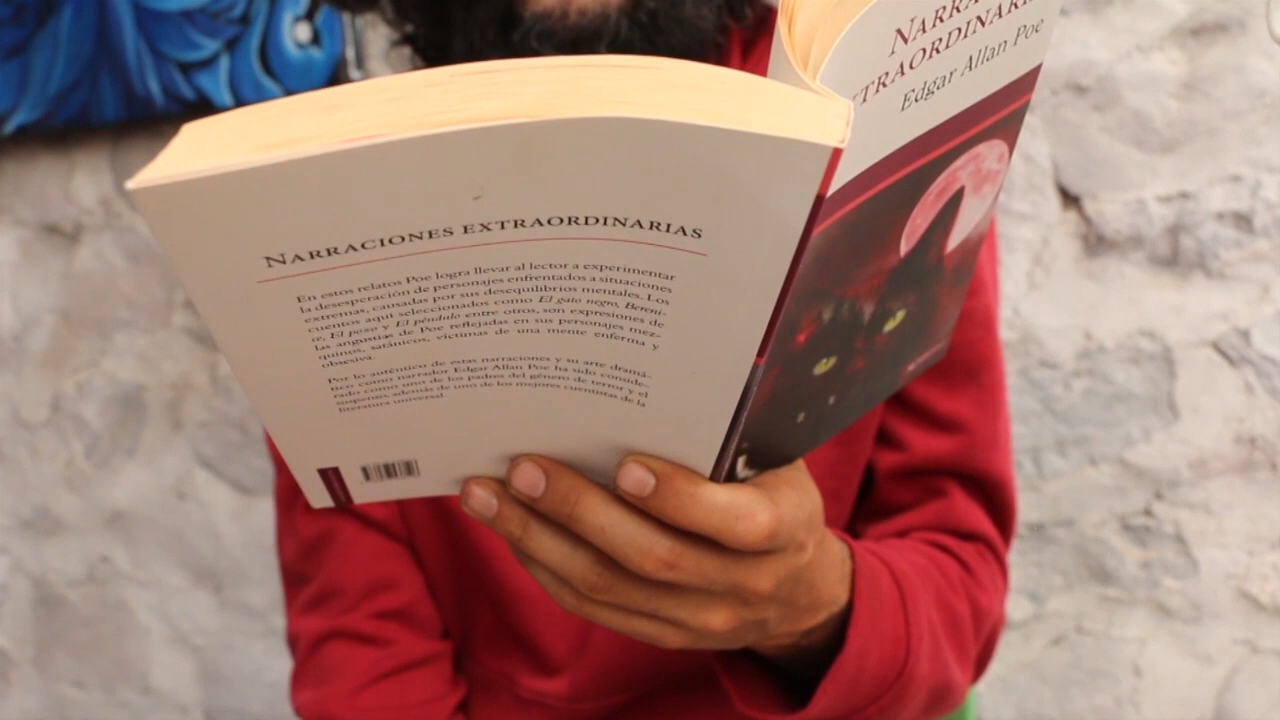 NARRACIONES EXTRAORDINARIAS
En estos relatos Poe logra llevar al lector a experimentar
la desesperación de personajes enfrentados a situaciones
extremas, causadas por sus desequilibrios mentales. Los
cuentos aquí seleccionados como El gato negro, Bereni-
ce, El pozo y El péndulo entre otros, son expresiones de
las angustias de Poe reflejadas en sus personajes mez-
quinos, satánicos, víctimas de una mente enferma y
obsesiva.
Por lo auténtico de estas narraciones y su arte dramá-
tico como narrador Edgar Allan Poe ha sido conside-
rado como uno de los padres del género de terror y el
suspenso, además de uno de los mejores cuentistas de la
literatura universal.
NARRA
XTRAORDINARI
Edgar Allan Poe